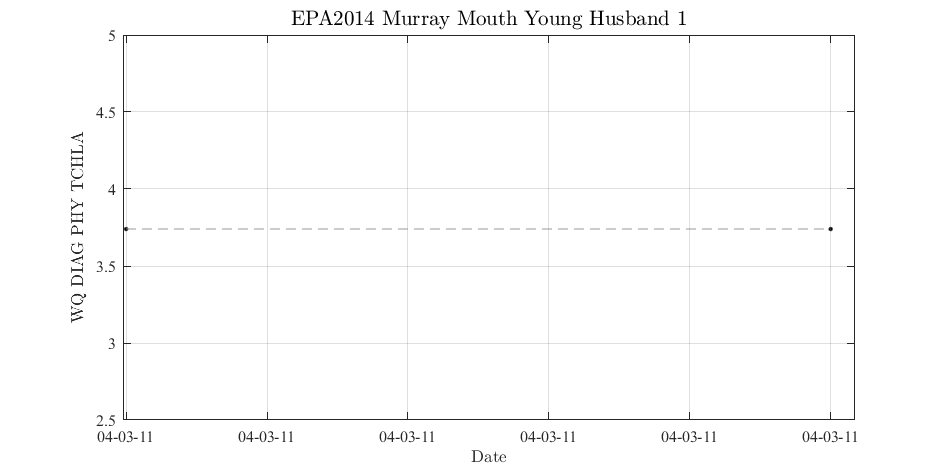 EPA2014 Murray Mouth Young Husband 1
WQ DIAG PHY TCHLA
5
4.5
4
3.5
3
2.5
04-03-11 04-03-11 04-03-11 04-03-11 04-03-11 04-03-11
Date